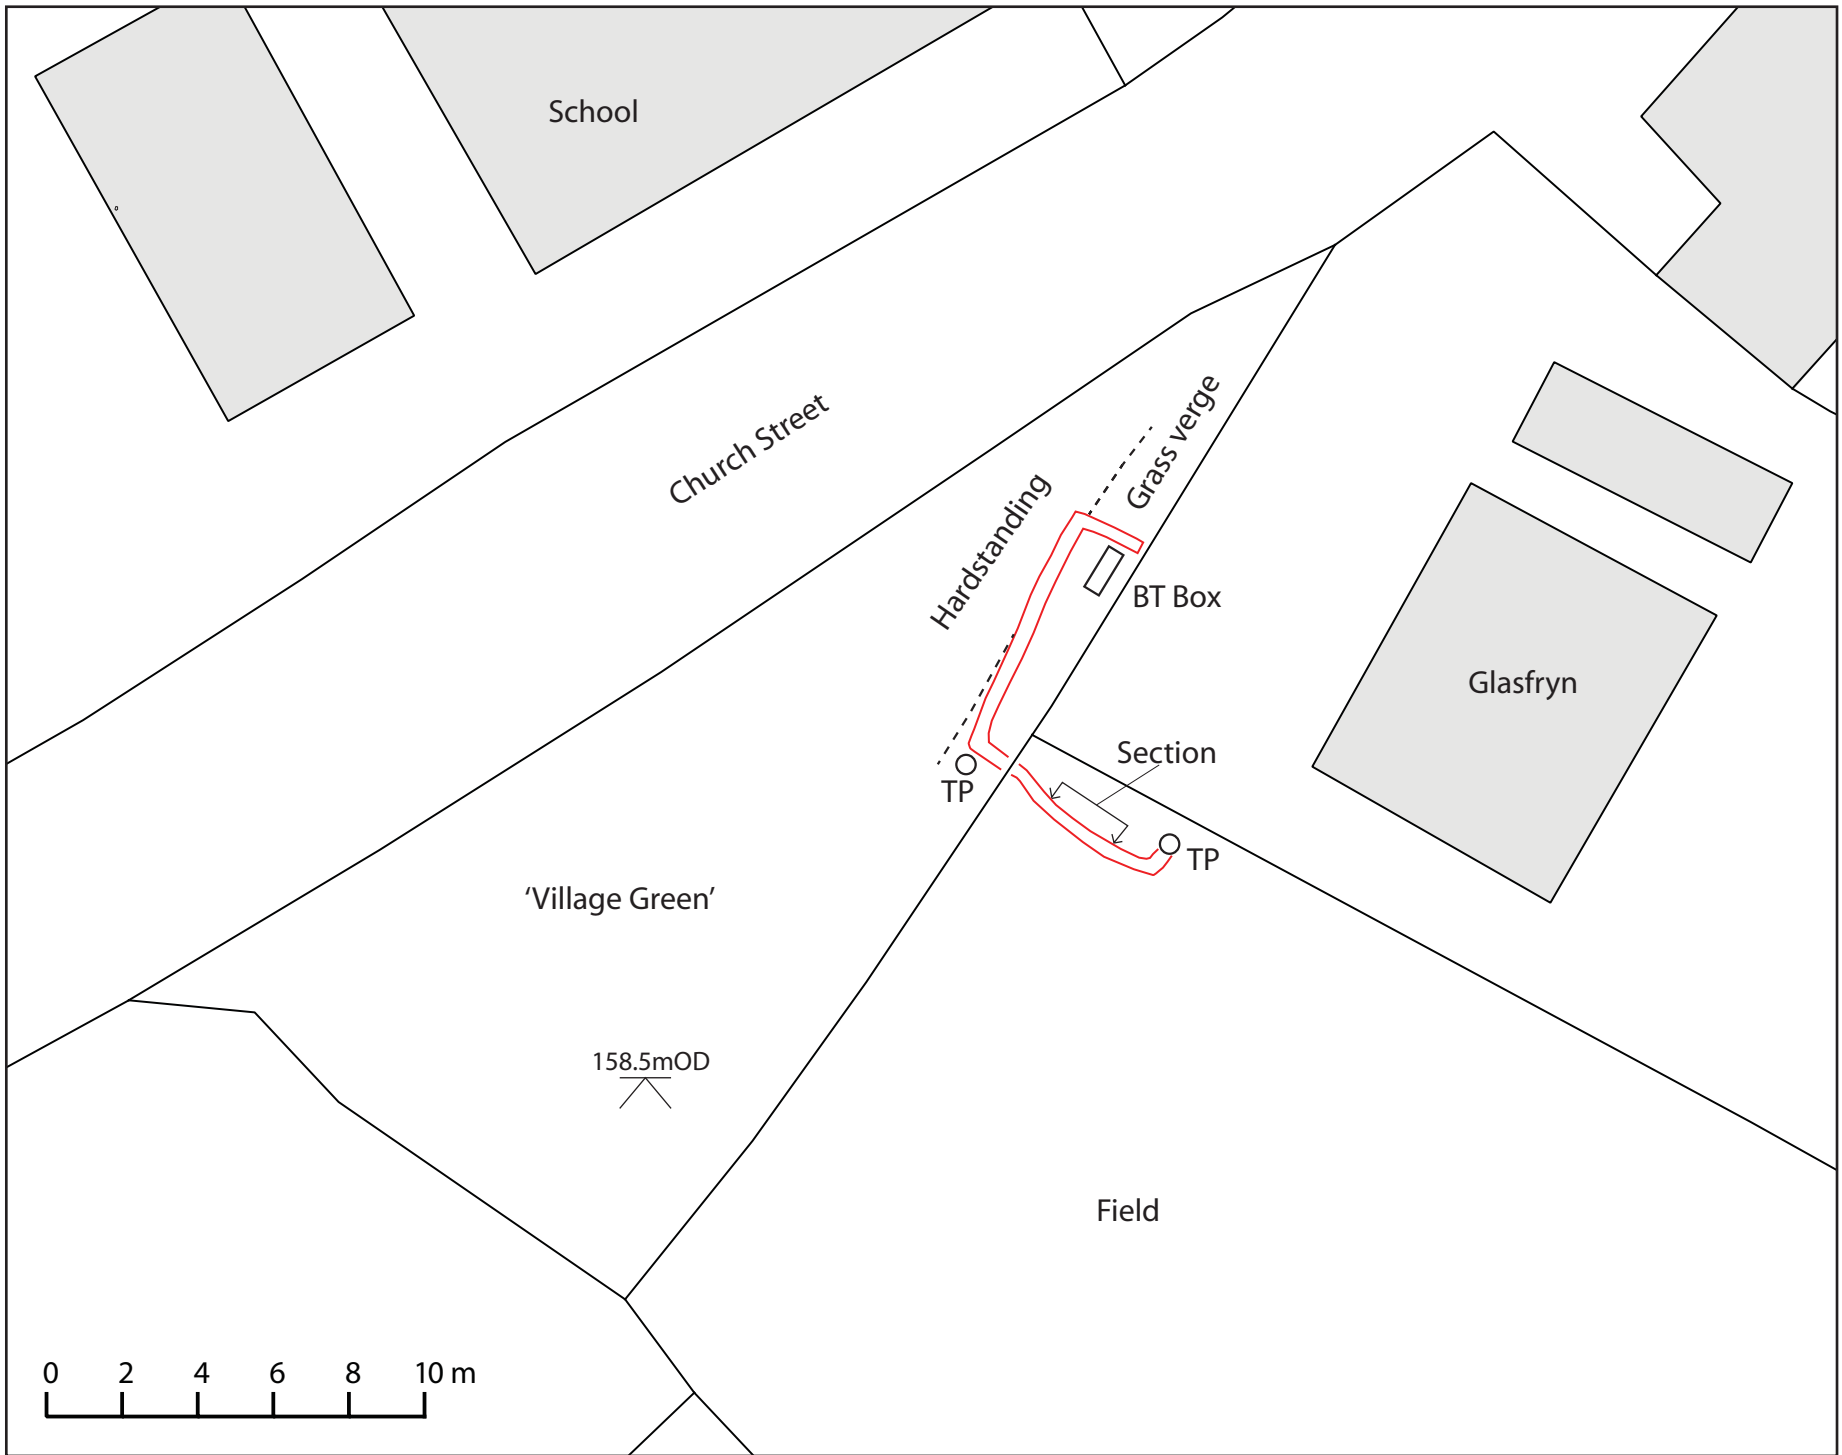 School
Church Street
Grass verge
Hardstanding
BT Box
Glasfryn
Section
TP
TP
‘Village Green’
158.5mOD
Field
0 2 4 6 8 10 m